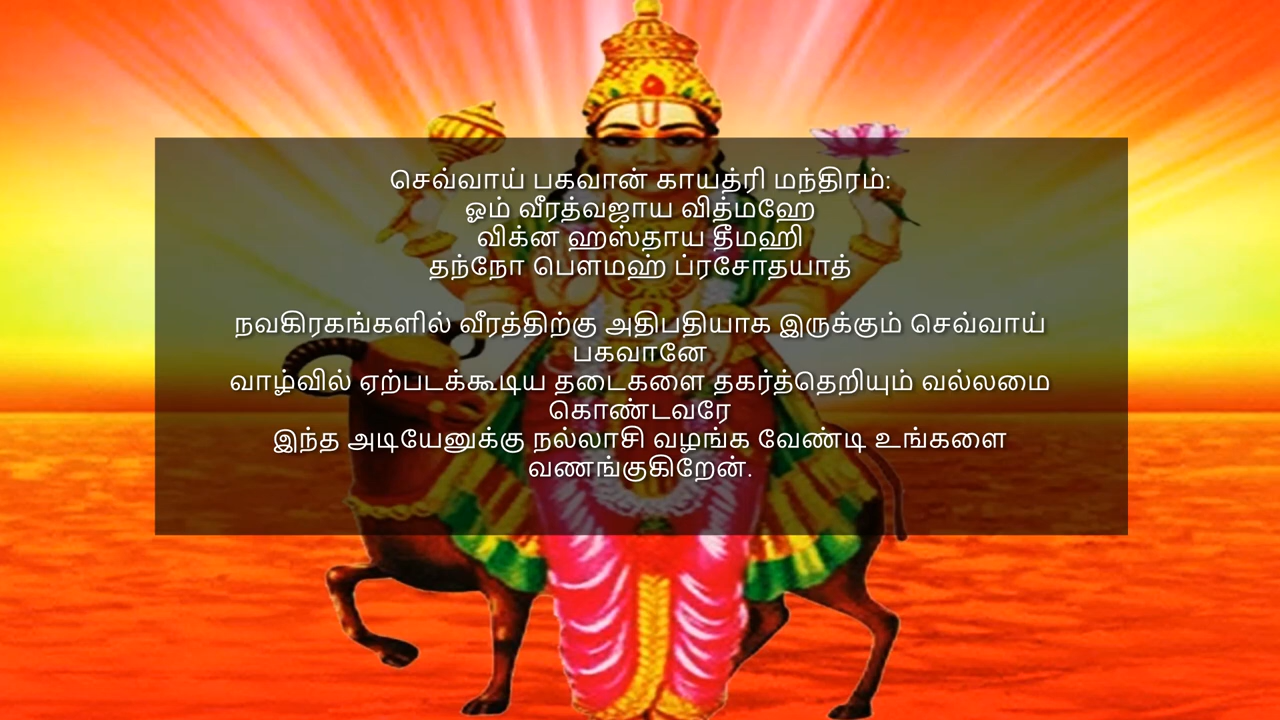 செவ்வாய் பகவான் காயத்ரி மந்திரம்:
ஓம் வீரத்வஜாய வித்மஹே
விக்ன ஹஸ்தாய தீமஹி
தந்நோ பௌமஹ் ப்ரசோதயாத்
நவகிரகங்களில் வீரத்திற்கு அதிபதியாக இருக்கும் செவ்வாய்
பகவானே
வாழ்வில் ஏற்படக்கூடிய தடைகளை தகர்த்தெறியும் வல்லமை
கொண்டவரே
இந்த அடியேனுக்கு நல்லாசி வழங்க வேண்டி உங்களை
வணங்குகிறேன்.